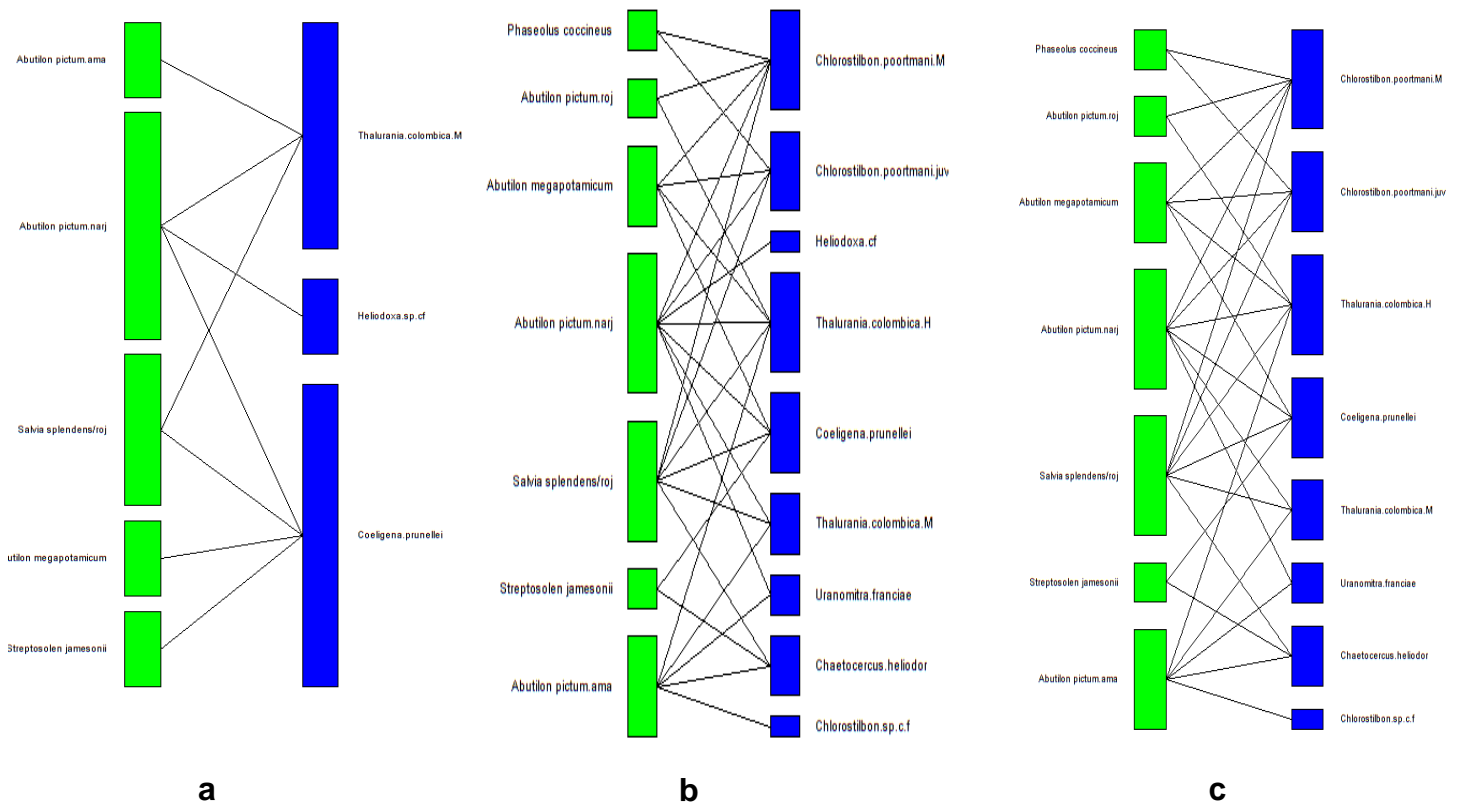 Abutilon pictum.ama
Abutilon pictum.narj
Salvia splendens/roj
utilon megapotamicum
Streptosolen jamesonii
Thalurania.colombica.M
Heliodoxa.sp.cf
Coeligena.prunellei
a
Phaseolus coccineus
Abutilon pictum.roj
Abutilon megapotamicum
Abutilon pictum.narj
Salvia splendens/roj
Streptosolen jamesonii
Abutilon pictum.ama
Chlorostilbon.poortmani.M
Chlorostilbon.poortmani.juv
Heliodoxa.cf
Thalurania.colombica.H
Coeligena.prunellei
Thalurania.colombica.M
Uranomitra.franciae
Chaetocercus.heliodor
Chlorostilbon.sp.c.f
b
Phaseolus coccineus
Abutilon pictum.roj
Abutilon megapotamicum
Abutilon pictum.narj
Salvia splendens/roj
Streptosolen jamesonii
Abutilon pictum.ama
Chlorostilbon.poortmani.M
Chlorostilbon.poortmani.juv
Thalurania.colombica.H
Coeligena.prunellei
Thalurania.colombica.M
Uranomitra.franciae
Chaetocercus.heliodor
Chlorostilbon.sp.c.f
c